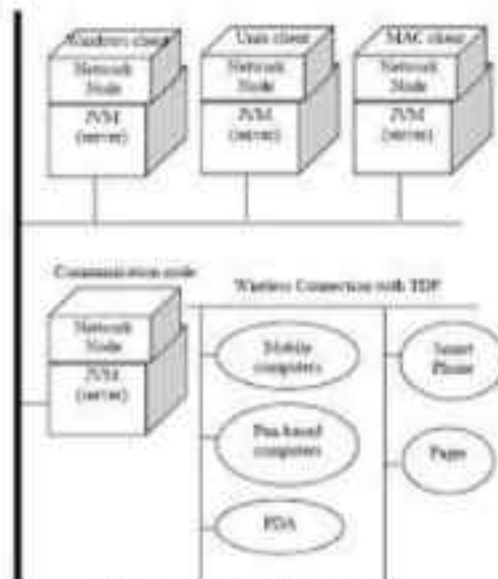 Windows client
Network
Node
JVM
(server)
Unix client
Network
Node
JVM
(server)
MAC client
Network
Node
JVM
(server)
Communication node
Network
Node
JVM
(server)
Wireless Connection with TDP
Mobile
computers
Pen-based
computers
PDA
Smart
Phone
Pager